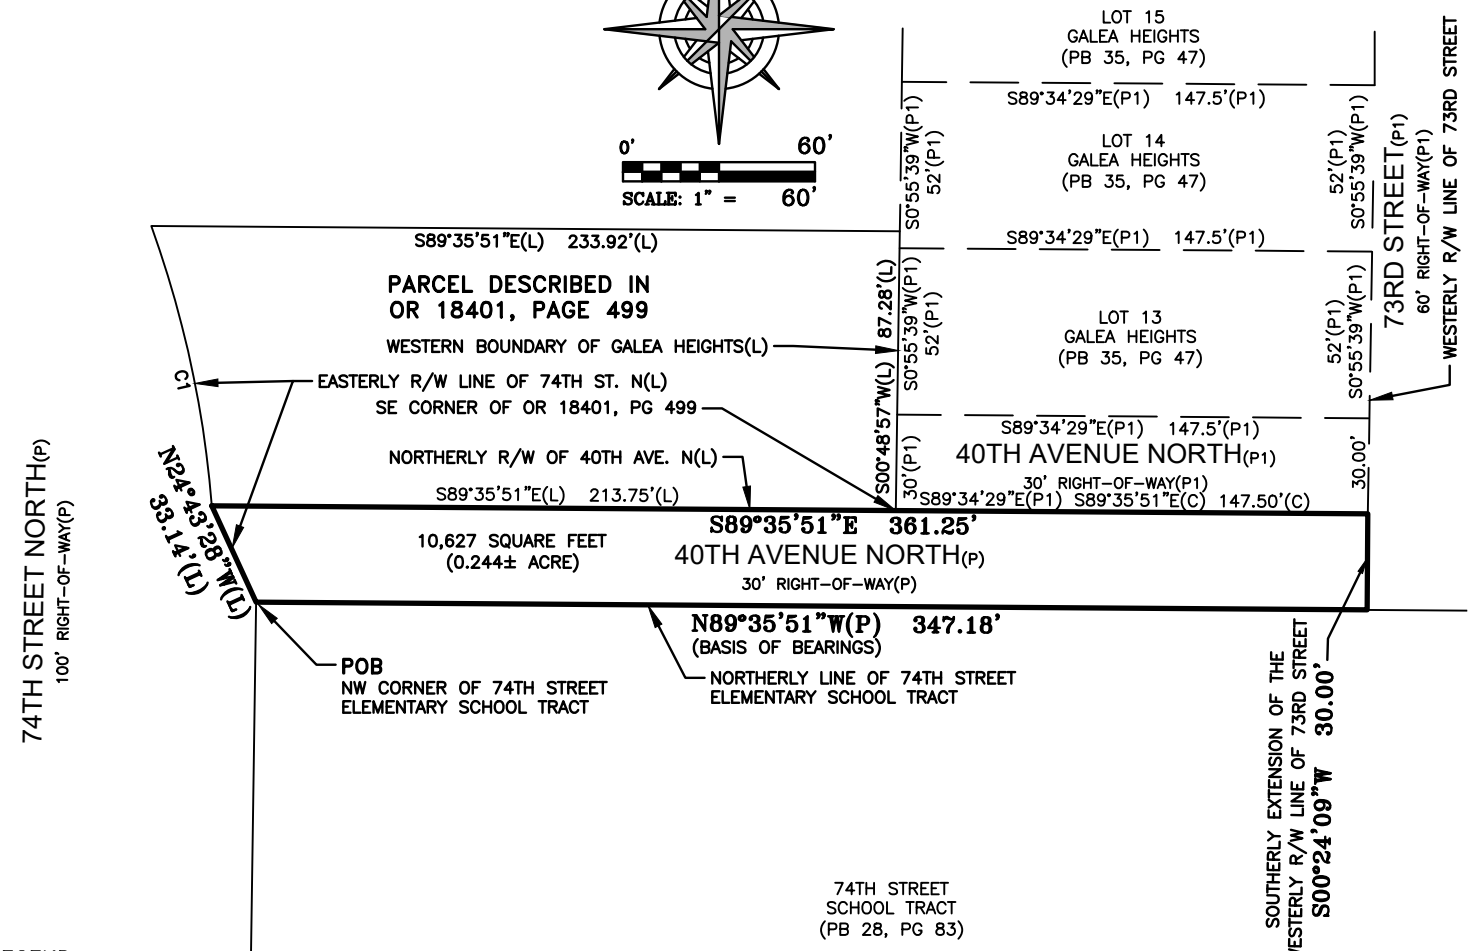 LOT 15
GALEA HEIGHTS
(PB 35, PG 47)
S89°34'29"E(P1) 147.5'(P1)
S0°55'39"W(P1)
52'(P1)
LOT 14
GALEA HEIGHTS
(PB 35, PG 47)
52'(P1)
S0°55'39"W(P1)
73RD STREET(P1)
60' RIGHT-OF-WAY(P1)
WESTERLY R/W LINE OF 73RD STREET
0' 60'
SCALE: 1" = 60'
S89°35'51"E(L) 233.92'(L)
S89°34'29"E(P1) 147.5'(P1)
PARCEL DESCRIBED IN
OR 18401, PAGE 499
WESTERN BOUNDARY OF GALEA HEIGHTS(L)
S00°48'57"W(L) 87.28'(L)
S0°55'39"W(P1)
52'(P1)
LOT 13
GALEA HEIGHTS
(PB 35, PG 47)
52'(P1)
S0°55'39"W(P1)
C1
EASTERLY R/W LINE OF 74TH ST. N(L)
SE CORNER OF OR 18401, PG 499
S89°34'29"E(P1) 147.5'(P1)
40TH AVENUE NORTH(P1)
30' RIGHT-OF-WAY(P1)
30'(P1)
30.00'
NORTHERLY R/W OF 40TH AVE. N(L)
S89°35'51"E(L) 213.75'(L)
S89°34'29"E(P1) S89°35'51"E(C) 147.50'(C)
74TH STREET NORTH(P)
100' RIGHT-OF-WAY(P)
N24°43'28"W(L)
33.14'(L)
S89°35'51"E 361.25'
10,627 SQUARE FEET
(0.244± ACRE)
40TH AVENUE NORTH(P)
30' RIGHT-OF-WAY(P)
N89°35'51"W(P) 347.18'
(BASIS OF BEARINGS)
POB
NW CORNER OF 74TH STREET
ELEMENTARY SCHOOL TRACT
NORTHERLY LINE OF 74TH STREET
ELEMENTARY SCHOOL TRACT
SOUTHERLY EXTENSION OF THE
WESTERLY R/W LINE OF 73RD STREET
S00°24'09"W 30.00'
74TH STREET
SCHOOL TRACT
(PB 28, PG 83)